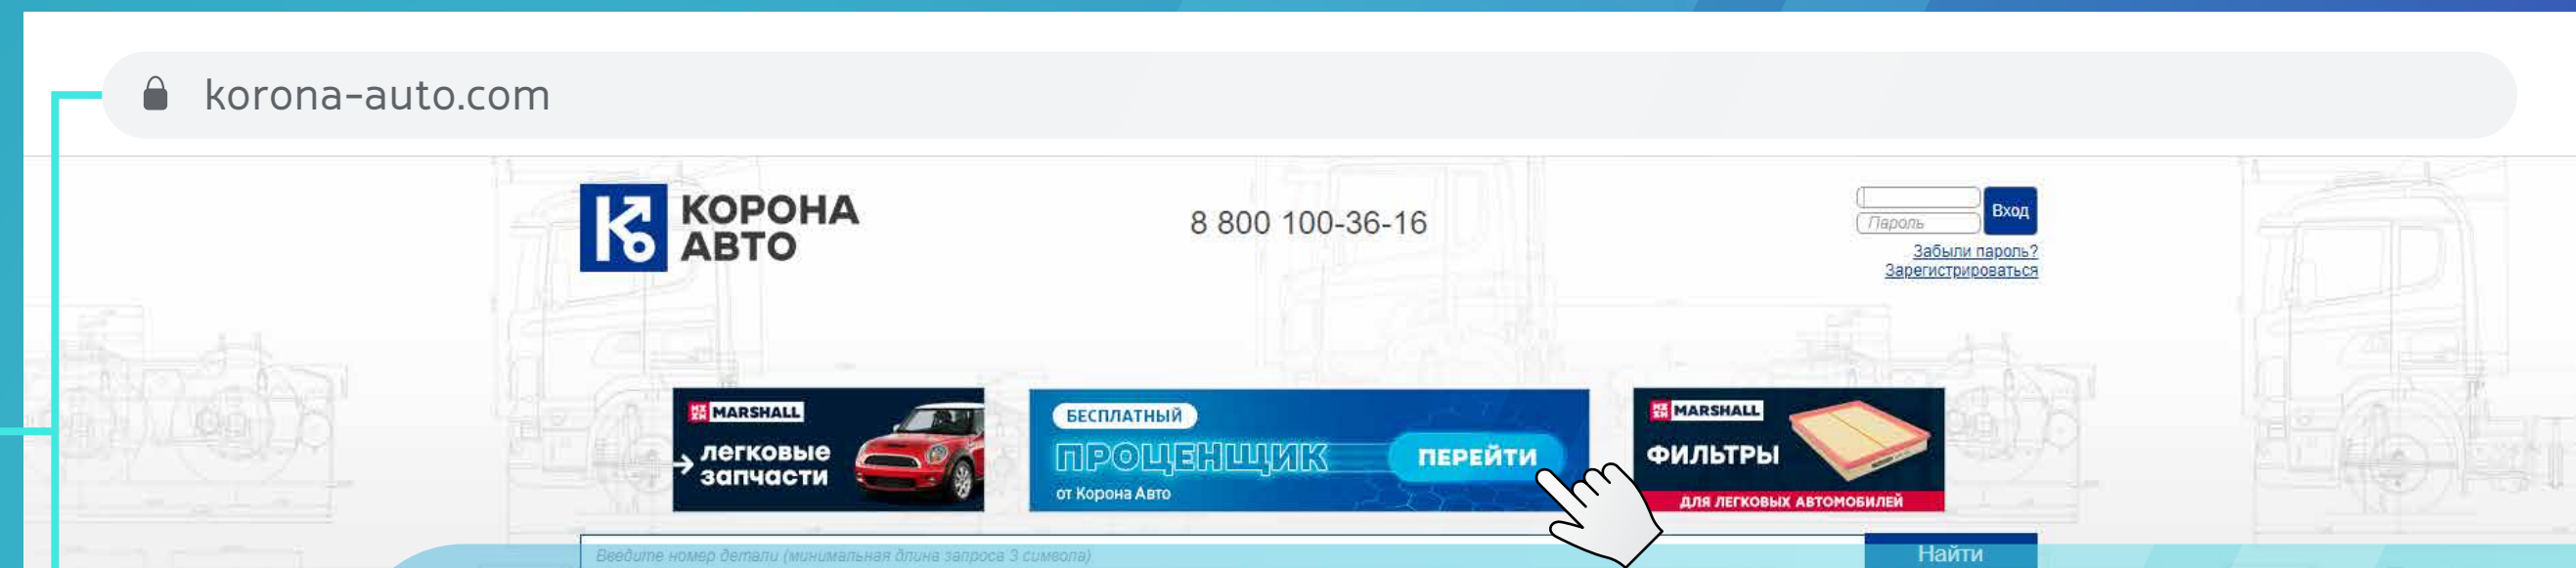 korona-auto.com
КОРОНА
АВТО
8 800 100-36-16
Пароль
Вход
Забыли пароль?
Зарегистрироваться
MARSHALL
легковые
запчасти
БЕСПЛАТНЫЙ
ПРОЦЕНЩИК
ПЕРЕЙТИ
от Корона Авто
MARSHALL
ФИЛЬТРЫ
ДЛЯ ЛЕГКОВЫХ АВТОМОБИЛЕЙ
Введите номер детали (минимальная длина запроса 3 символа)
Найти